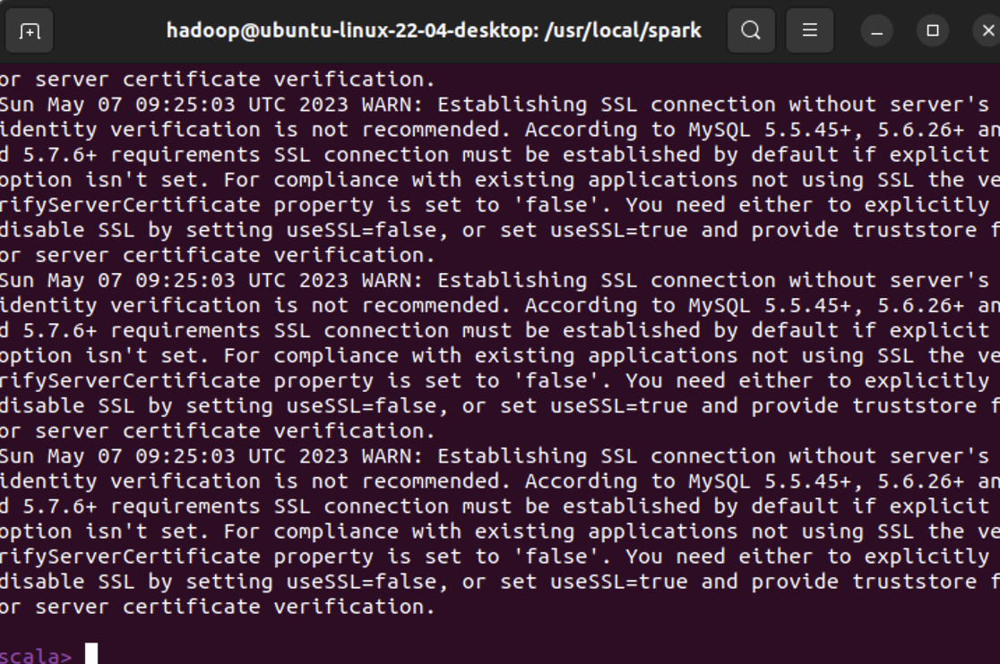 hadoop@ubuntu-linux-22-04-desktop: /usr/local/spark
or server certificate verification.
Sun May 07 09:25:03 UTC 2023 WARN: Establishing SSL connection without server's
identity verification is not recommended. According to MySQL 5.5.45+, 5.6.26+ an
d 5.7.6+ requirements SSL connection must be established by default if explicit
option isn't set. For compliance with existing applications not using SSL the ve
rifyServerCertificate property is set to 'false'. You need either to explicitly
disable SSL by setting useSSL=false, or set useSSL=true and provide truststore f
or server certificate verification.
Sun May 07 09:25:03 UTC 2023 WARN: Establishing SSL connection without server's
identity verification is not recommended. According to MySQL 5.5.45+, 5.6.26+ an
d 5.7.6+ requirements SSL connection must be established by default if explicit
option isn't set. For compliance with existing applications not using SSL the ve
rifyServerCertificate property is set to 'false'. You need either to explicitly
disable SSL by setting useSSL=false, or set useSSL=true and provide truststore f
or server certificate verification.
Sun May 07 09:25:03 UTC 2023 WARN: Establishing SSL connection without server's
identity verification is not recommended. According to MySQL 5.5.45+, 5.6.26+ an
d 5.7.6+ requirements SSL connection must be established by default if explicit
option isn't set. For compliance with existing applications not using SSL the ve
rifyServerCertificate property is set to 'false'. You need either to explicitly
disable SSL by setting useSSL=false, or set useSSL=true and provide truststore f
or server certificate verification.
scala>